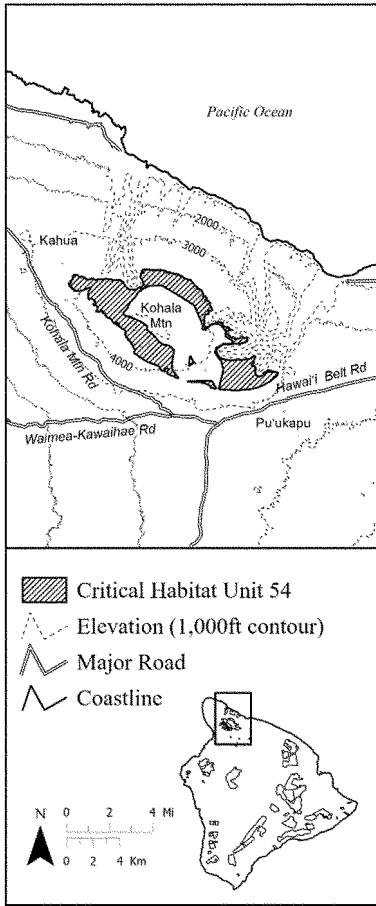 Pacific Ocean
2000
3000
Kahua
Kohala
Mtn
4000
Kohala Mtn Rd
Hawai'i Belt Rd
Waimea-Kawaihae Rd
Pu'ukapu
Critical Habitat Unit 54
Elevation (1,000ft contour)
Major Road
Coastline
N
0 2 4 Mi
0 2 4 Km